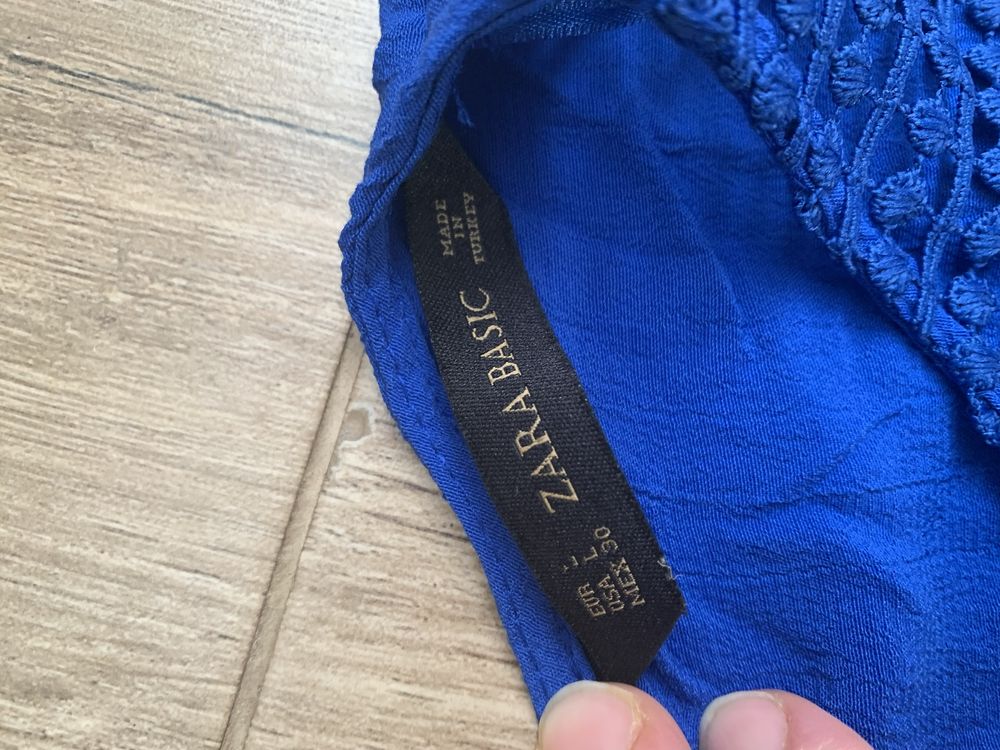 MADE
IN
TURKEY
ZARA BASIC
EUR L
USA L
MEX 30